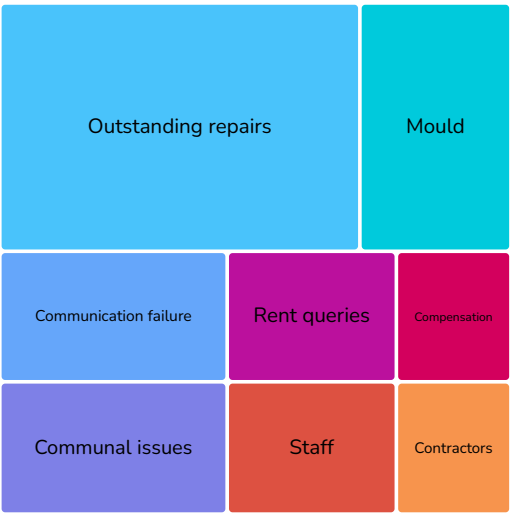 Outstanding repairs
Mould
Communication failure
Rent queries
Compensation
Communal issues
Staff
Contractors